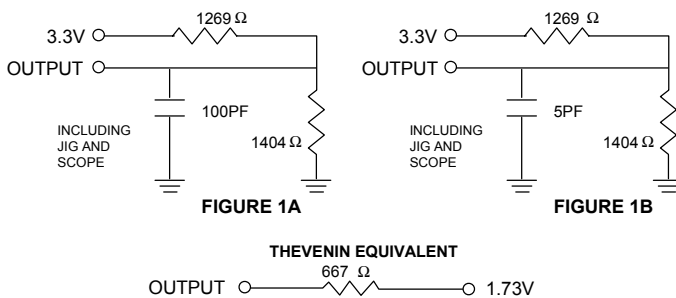 1269 Ω
3.3V
OUTPUT
100PF
INCLUDING
JIG AND
SCOPE
1404 Ω
FIGURE 1A
1269 Ω
3.3V
OUTPUT
5PF
INCLUDING
JIG AND
SCOPE
1404 Ω
FIGURE 1B
THEVENIN EQUIVALENT
667 Ω
OUTPUT 1.73V